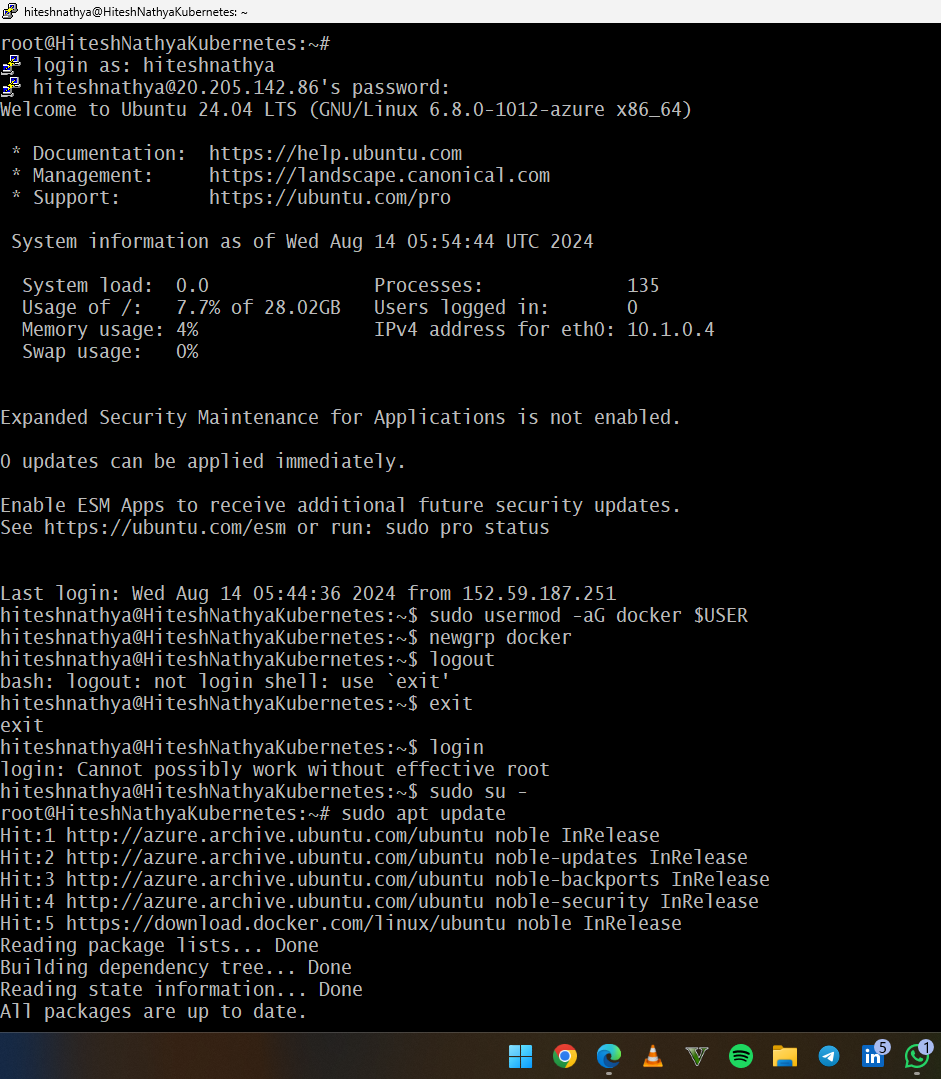 hiteshnathya@HiteshNathyaKubernetes: ~
root@HiteshNathyaKubernetes:~#
login as: hiteshnathya
hiteshnathya@20.205.142.86's password:
Welcome to Ubuntu 24.04 LTS (GNU/Linux 6.8.0-1012-azure x86_64)
* Documentation:  https://help.ubuntu.com
* Management:     https://landscape.canonical.com
* Support:        https://ubuntu.com/pro
System information as of Wed Aug 14 05:54:44 UTC 2024
System load:  0.0               Processes:             135
Usage of /:   7.7% of 28.02GB   Users logged in:       0
Memory usage: 4%                IPv4 address for eth0: 10.1.0.4
Swap usage:   0%
Expanded Security Maintenance for Applications is not enabled.
0 updates can be applied immediately.
Enable ESM Apps to receive additional future security updates.
See https://ubuntu.com/esm or run: sudo pro status
Last login: Wed Aug 14 05:44:36 2024 from 152.59.187.251
hiteshnathya@HiteshNathyaKubernetes:~$ sudo usermod -aG docker $USER
hiteshnathya@HiteshNathyaKubernetes:~$ newgrp docker
hiteshnathya@HiteshNathyaKubernetes:~$ logout
bash: logout: not login shell: use `exit'
hiteshnathya@HiteshNathyaKubernetes:~$ exit
exit
hiteshnathya@HiteshNathyaKubernetes:~$ login
login: Cannot possibly work without effective root
hiteshnathya@HiteshNathyaKubernetes:~$ sudo su -
root@HiteshNathyaKubernetes:~# sudo apt update
Hit:1 http://azure.archive.ubuntu.com/ubuntu noble InRelease
Hit:2 http://azure.archive.ubuntu.com/ubuntu noble-updates InRelease
Hit:3 http://azure.archive.ubuntu.com/ubuntu noble-backports InRelease
Hit:4 http://azure.archive.ubuntu.com/ubuntu noble-security InRelease
Hit:5 https://download.docker.com/linux/ubuntu noble InRelease
Reading package lists... Done
Building dependency tree... Done
Reading state information... Done
All packages are up to date.
V in 5 1